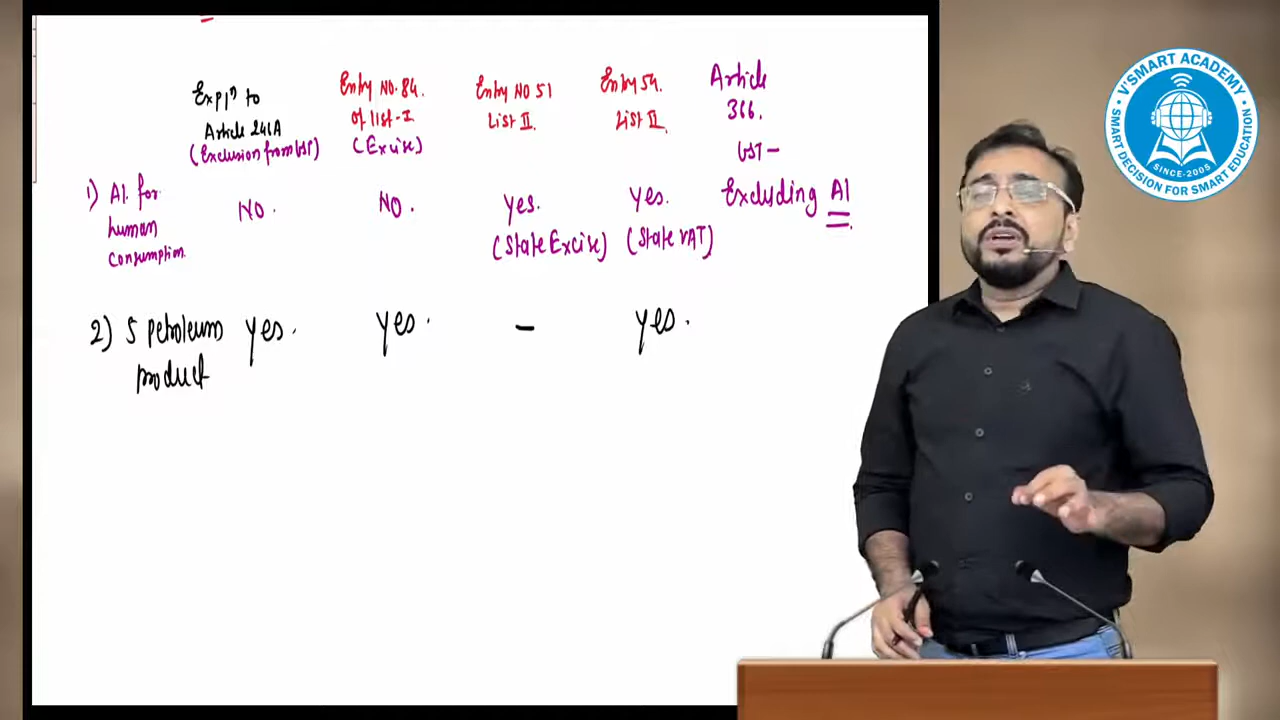 Expln to
Article 246A
(Exclusion from GST)
Entry No. 84.
of list-I
(Excise)
Entry No 51
List II.
Entry 54.
List II.
Article
366.
GST –
1) Al. for
human
consumption
No.
No.
Yes.
(State Excise)
Yes.
(State VAT)
Excluding Al
2) 5 Petroleum
product
Yes.
Yes.
–
Yes.
V'SMART ACADEMY
SINCE-2005
SMART DECISION FOR SMART EDUCATION